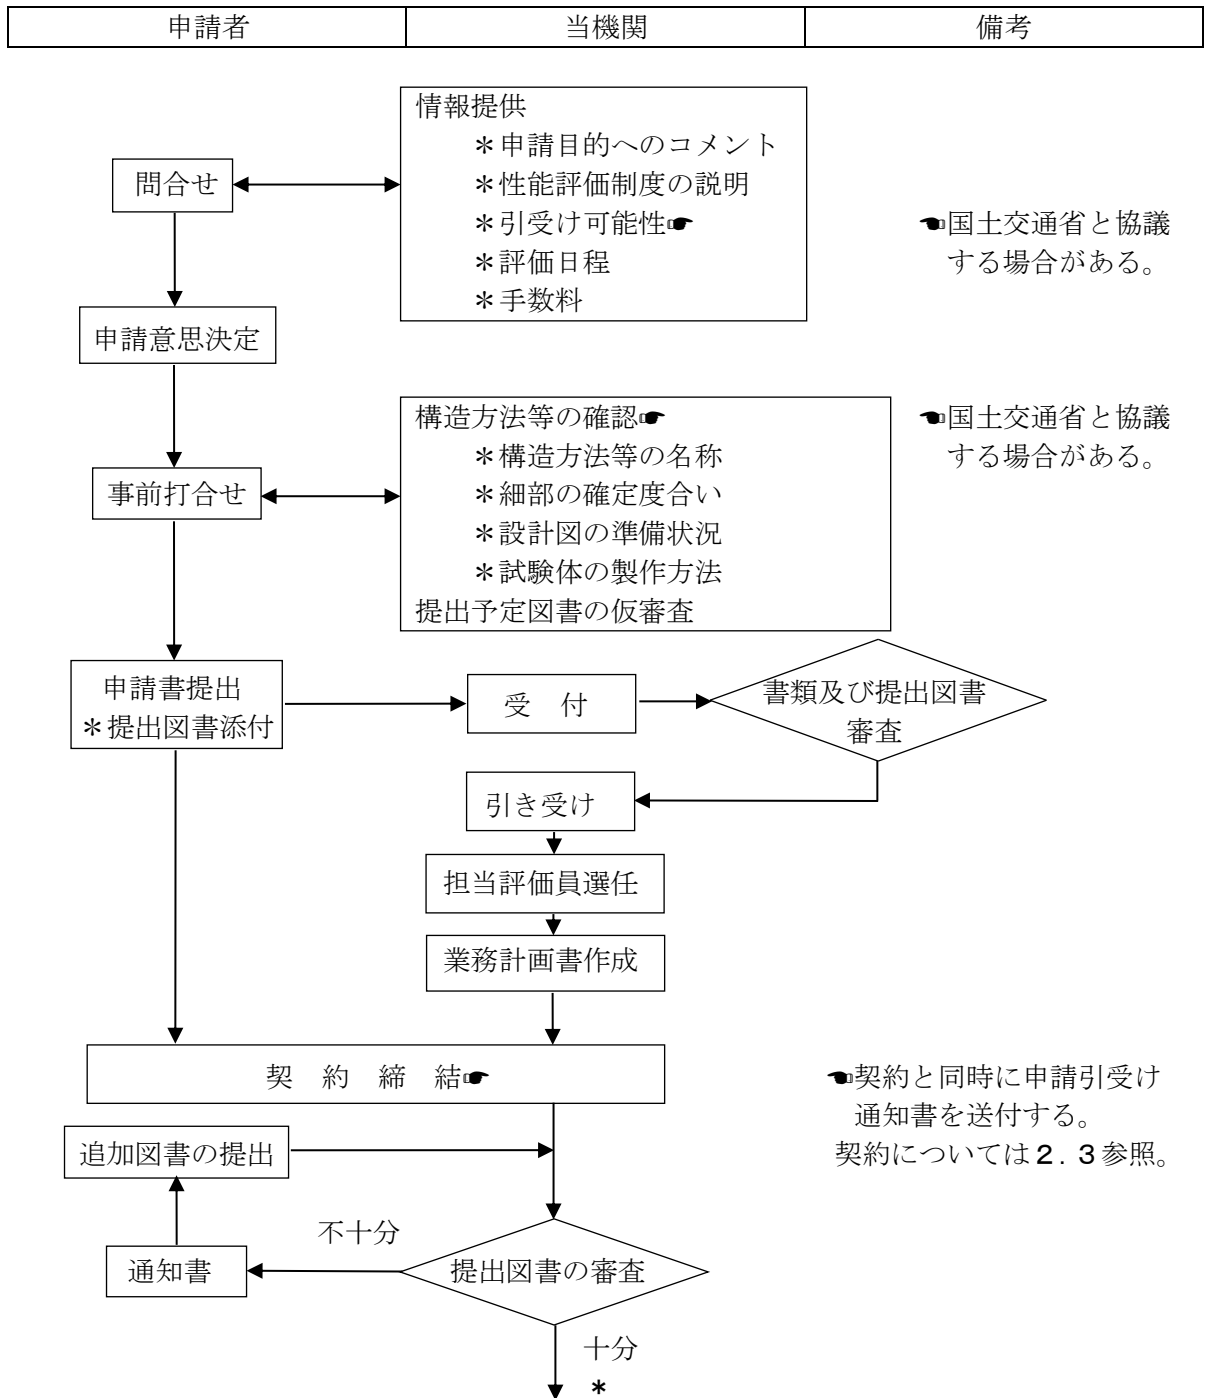 申請者
当機関
備考
情報提供
＊申請目的へのコメント
問合せ
＊性能評価制度の説明
＊引受け可能性☛
☚国土交通省と協議
＊評価日程
する場合がある。
＊手数料
申請意思決定
構造方法等の確認☛
☚国土交通省と協議
＊構造方法等の名称
する場合がある。
事前打合せ
＊細部の確定度合い
＊設計図の準備状況
＊試験体の製作方法
提出予定図書の仮審査
申請書提出
＊提出図書添付
受　付
書類及び提出図書
審査
引き受け
担当評価員選任
業務計画書作成
契　約　締　結☛
☚契約と同時に申請引受け
通知書を送付する。
契約については２．３参照。
追加図書の提出
不十分
通知書
提出図書の審査
十分
＊